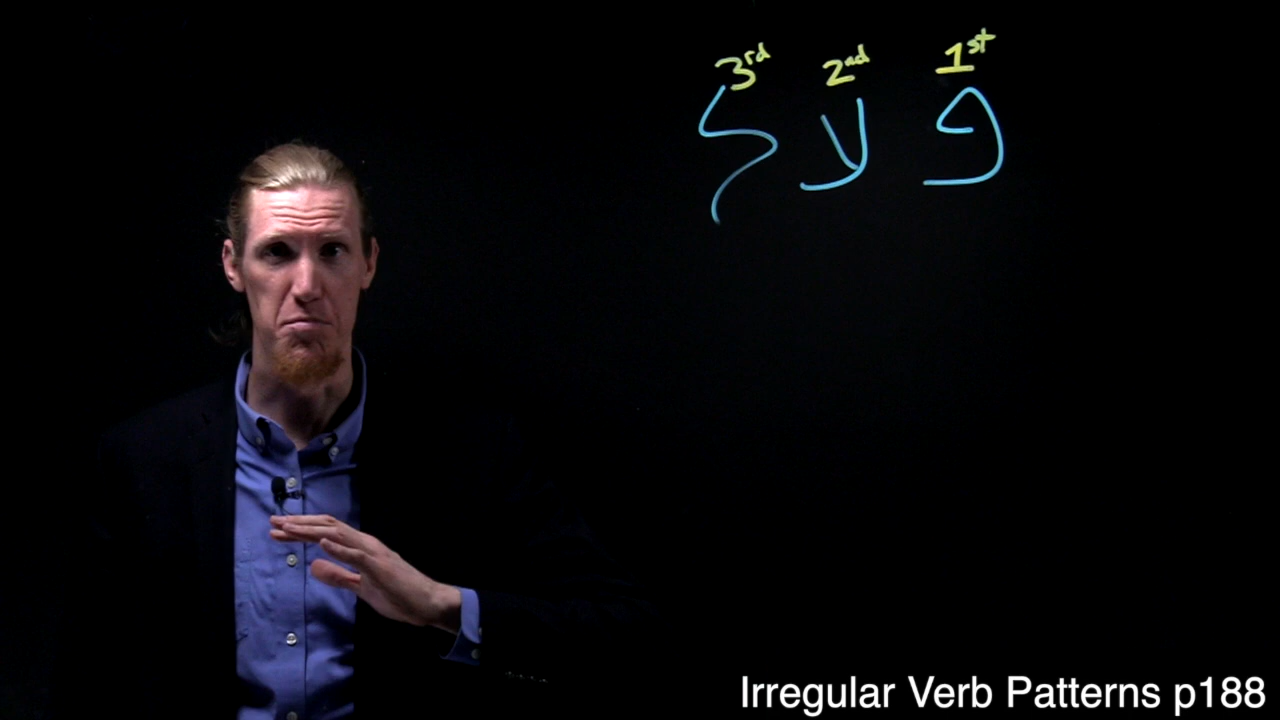 3rd 2nd 1st
פ ע ל
Irregular Verb Patterns p188